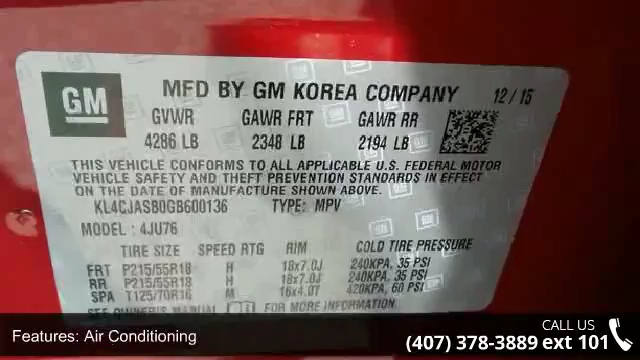 GM
MFD BY GM KOREA COMPANY 12/15
GVWR GAWR FRT GAWR RR
4286 LB 2348 LB 2194 LB
THIS VEHICLE CONFORMS TO ALL APPLICABLE U.S. FEDERAL MOTOR
VEHICLE SAFETY AND THEFT PREVENTION STANDARDS IN EFFECT
ON THE DATE OF MANUFACTURE SHOWN ABOVE.
KL4CJASB0GB600136 TYPE: MPV
MODEL: 4JU76
TIRE SIZE SPEED RTG RIM COLD TIRE PRESSURE
FRT P215/55R18 H 18x7.0J 240KPA, 35 PSI
RR P215/55R18 H 18x7.0J 240KPA, 35 PSI
SPA T125/70R16 M 16x4.0T 420KPA, 60 PSI
SEE OWNER'S MANUAL FOR MORE INFORMATION
Features: Air Conditioning
CALL US
(407) 378-3889 ext 101